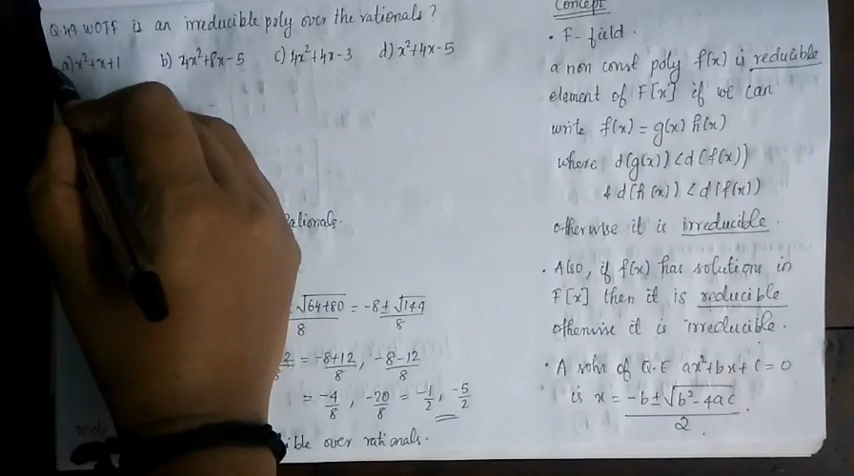 Q.49 WOTF is an irreducible poly over the rationals?
a) x²+x+1 b) 4x²+8x-5 c) 4x²+4x-3 d) x²+4x-5
Rationals.
± √64+80 / 8 = -8 ± √144 / 8
2 = -8+12 / 8 , -8-12 / 8
= -4/8 , -20/8 = -1/2 , -5/2
ible over rationals.
Concept
• F- field.
a non const poly f(x) is reducible
element of F[x] if we can
write f(x) = g(x) h(x)
where d(g(x)) < d(f(x))
& d(h(x)) < d(f(x))
otherwise it is irreducible.
• Also, if f(x) has solutions in
F[x] then it is reducible
otherwise it is irreducible.
• A soln of Q.E ax²+bx+c=0
is x = -b±√b²-4ac / 2 .